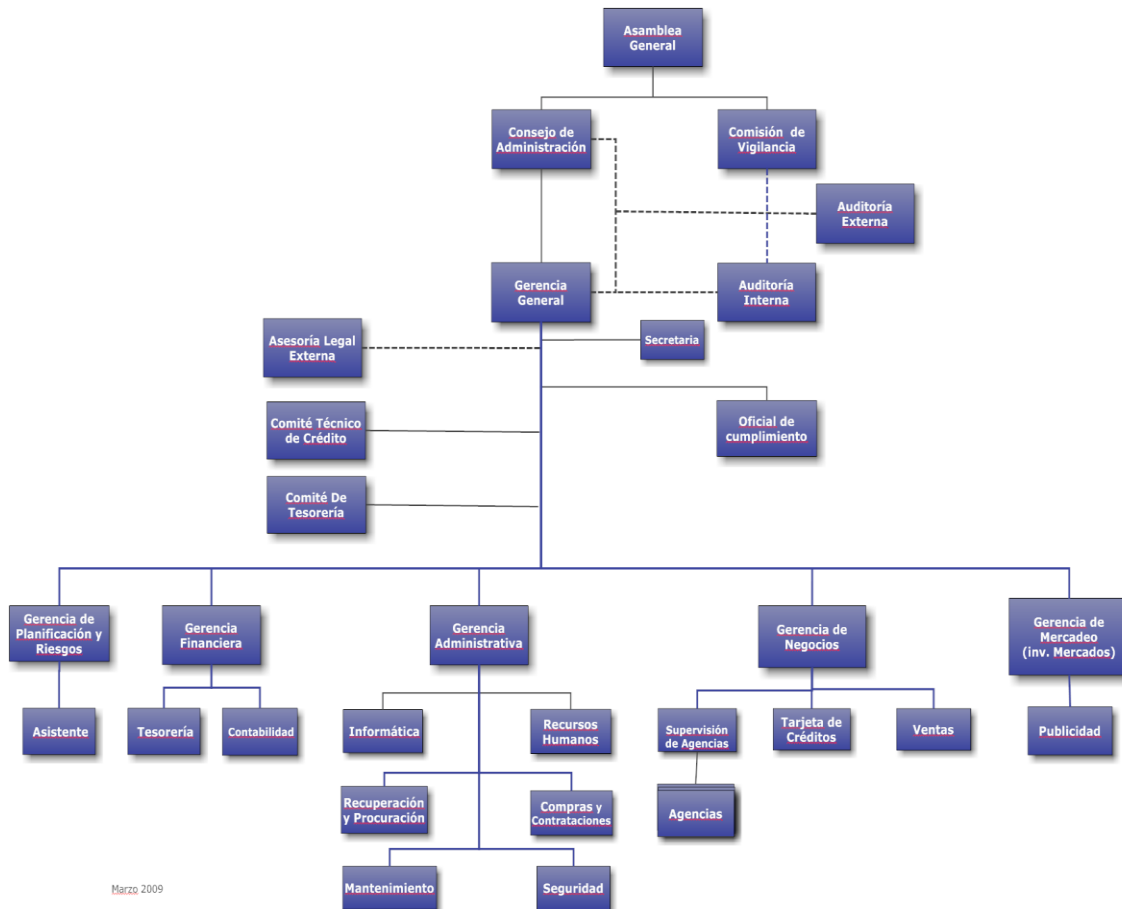 Asamblea
General
Consejo de
Administración
Comisión de
Vigilancia
Auditoría
Externa
Gerencia
General
Auditoría
Interna
Asesoría Legal
Externa
Secretaria
Comité Técnico
de Crédito
Oficial de
cumplimiento
Comité De
Tesorería
Gerencia de
Planificación y
Riesgos
Gerencia
Financiera
Gerencia
Administrativa
Gerencia de
Negocios
Gerencia de
Mercadeo
(inv. Mercados)
Asistente
Tesorería
Contabilidad
Informática
Recursos
Humanos
Supervisión
de Agencias
Tarjeta de
Créditos
Ventas
Publicidad
Recuperación
y Procuración
Compras y
Contrataciones
Agencias
Mantenimiento
Seguridad
Marzo 2009